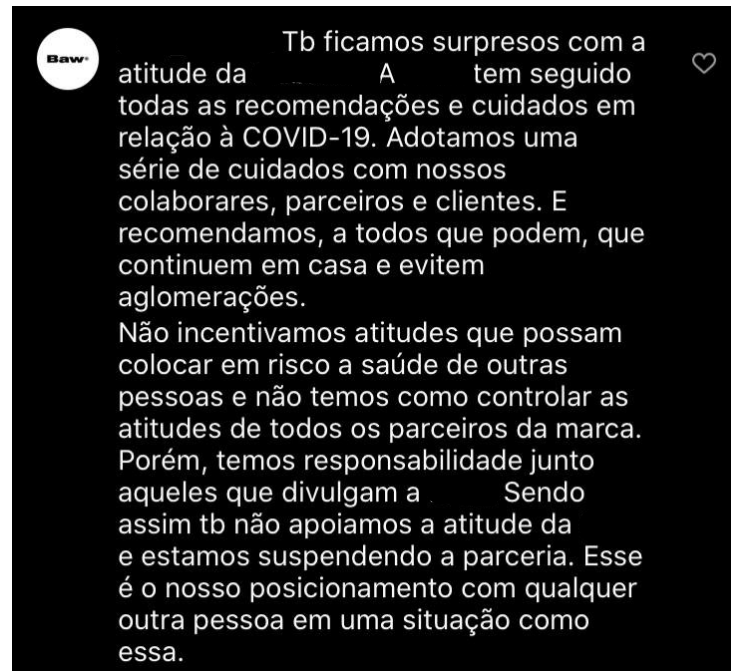 Baw
Tb ficamos surpresos com a
atitude da A tem seguido
todas as recomendações e cuidados em
relação à COVID-19. Adotamos uma
série de cuidados com nossos
colaborares, parceiros e clientes. E
recomendamos, a todos que podem, que
continuem em casa e evitem
aglomerações.
Não incentivamos atitudes que possam
colocar em risco a saúde de outras
pessoas e não temos como controlar as
atitudes de todos os parceiros da marca.
Porém, temos responsabilidade junto
aqueles que divulgam a Sendo
assim tb não apoiamos a atitude da
e estamos suspendendo a parceria. Esse
é o nosso posicionamento com qualquer
outra pessoa em uma situação como
essa.